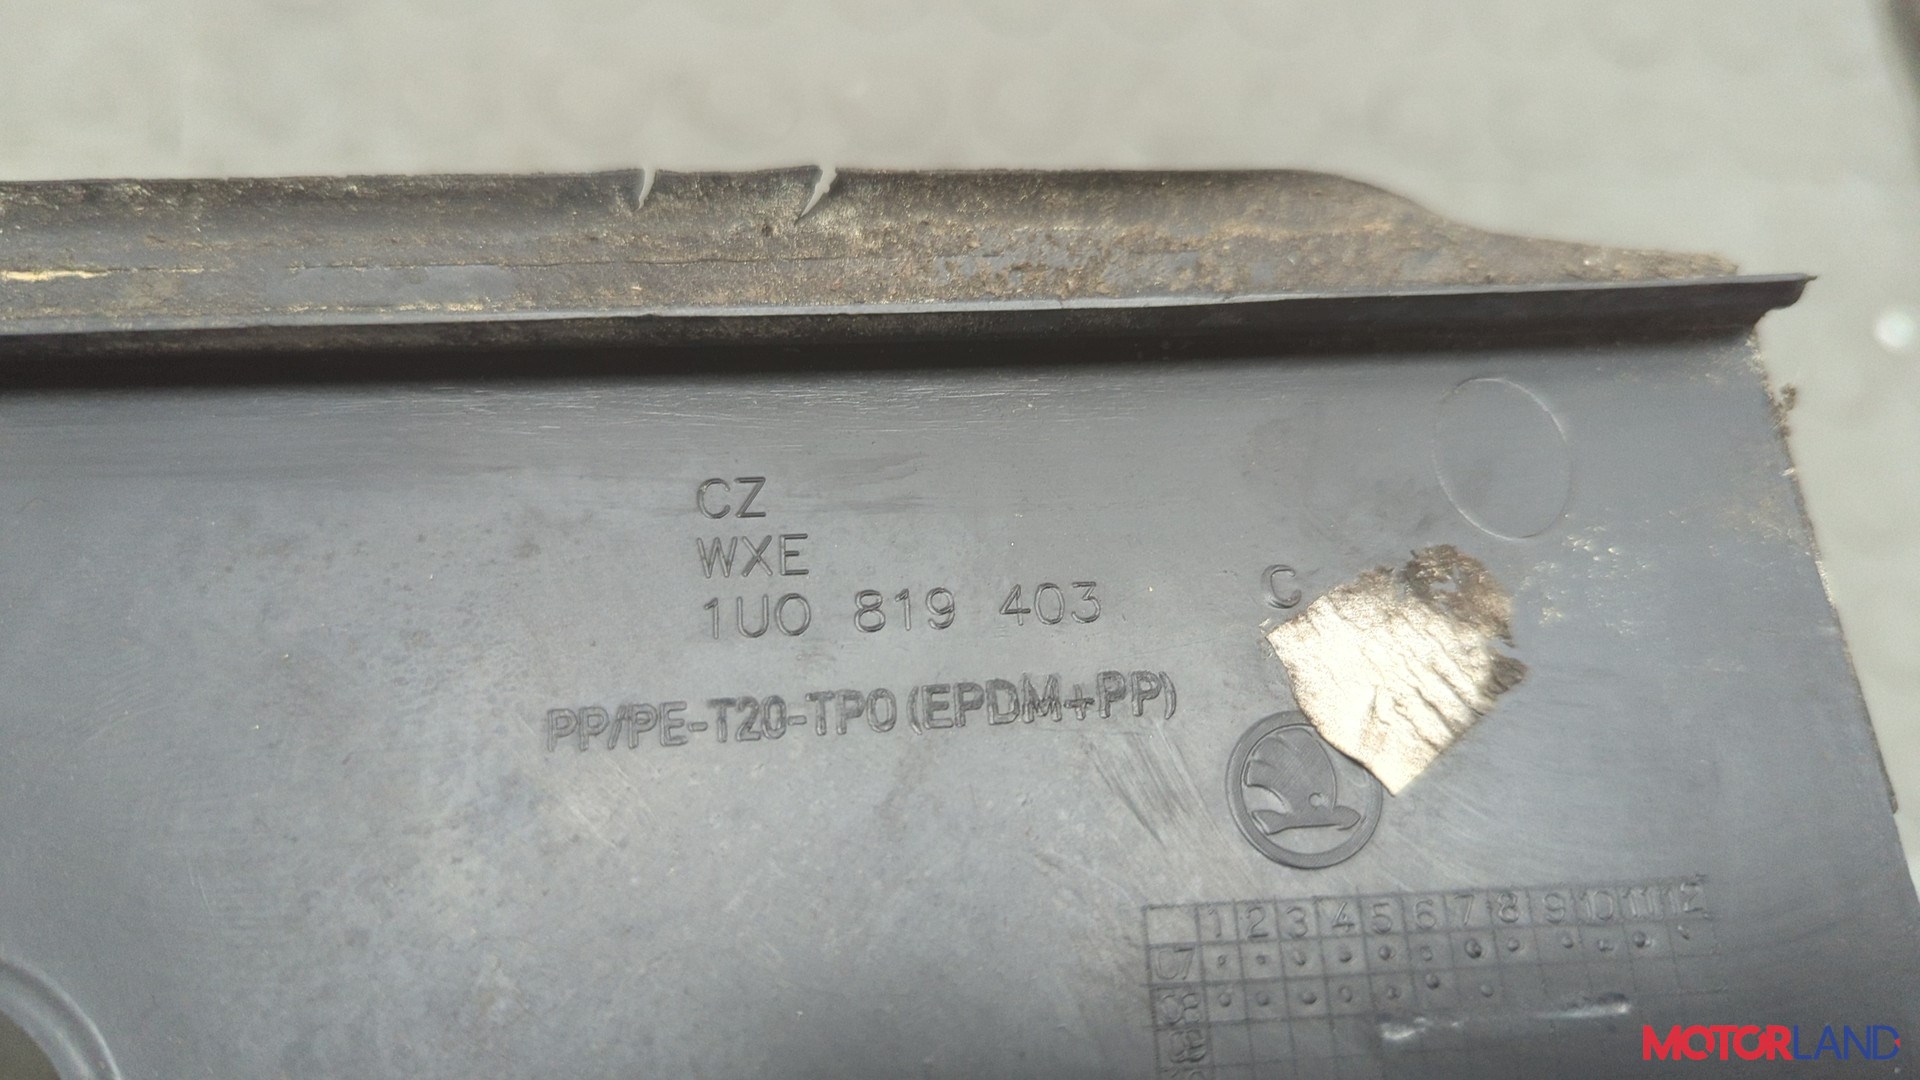 CZ
WXE
1U0 819 403 C
PP/PE-T20-TPO (EPDM+PP)
1 2 3 4 5 6 7 8 9 10 11 12
07
08
MOTORLAND